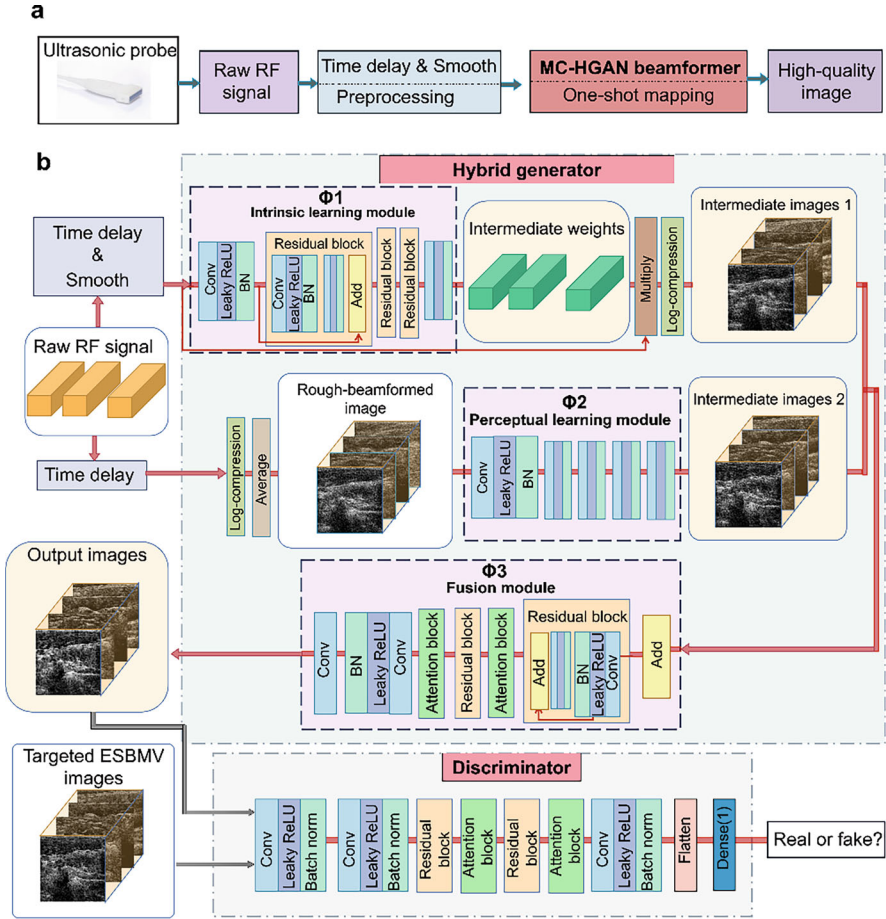 a
Ultrasonic probe
Raw RF
signal
Time delay & Smooth
Preprocessing
MC-HGAN beamformer
One-shot mapping
High-quality
image
b
Hybrid generator
Time delay
&
Smooth
Raw RF signal
Time delay
Φ1
Intrinsic learning module
Conv
Leaky ReLU
BN
Residual block
Conv
Leaky ReLU
BN
Add
Residual block
Residual block
Intermediate weights
Multiply
Log-compression
Intermediate images 1
Log-compression
Average
Rough-beamformed
image
Φ2
Perceptual learning module
Conv
Leaky ReLU
BN
Intermediate images 2
Output images
Φ3
Fusion module
Conv
BN
Leaky ReLU
Conv
Attention block
Residual block
Attention block
Residual block
Add
BN
Leaky ReLU
Conv
Add
Targeted ESBMV
images
Discriminator
Conv
Leaky ReLU
Batch norm
Conv
Leaky ReLU
Batch norm
Residual
block
Attention
block
Residual
block
Attention
block
Conv
Leaky ReLU
Batch norm
Flatten
Dense(1)
Real or fake?